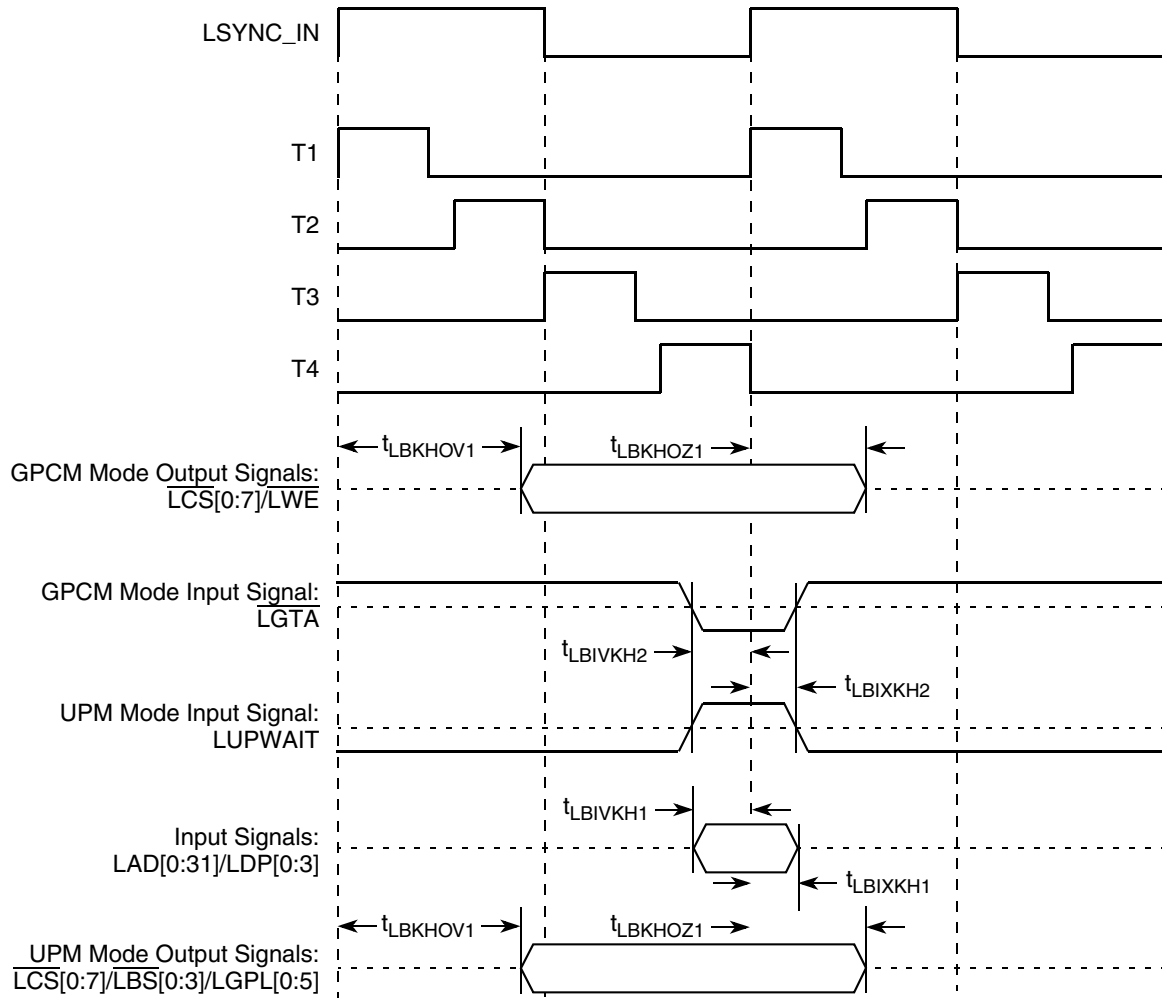 LSYNC_IN
T1
T2
T3
T4
tLBKHOV1
tLBKHOZ1
GPCM Mode Output Signals:
LCS[0:7]/LWE
GPCM Mode Input Signal:
LGTA
tLBIVKH2
tLBIXKH2
UPM Mode Input Signal:
LUPWAIT
tLBIVKH1
Input Signals:
LAD[0:31]/LDP[0:3]
tLBIXKH1
tLBKHOV1
tLBKHOZ1
UPM Mode Output Signals:
LCS[0:7]/LBS[0:3]/LGPL[0:5]